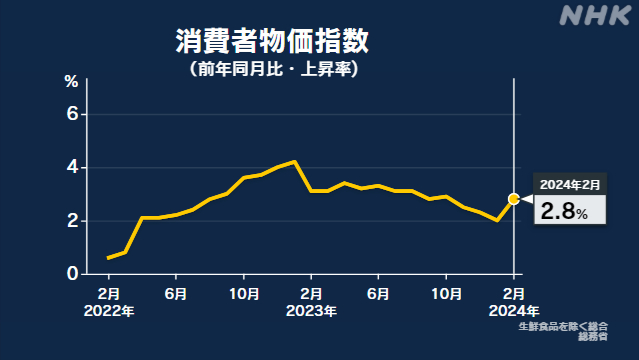 NHK
消費者物価指数
（前年同月比・上昇率）
%
6
4
2
0
2024年2月
2.8%
2月 6月 10月 2月 6月 10月 2月
2022年 2023年 2024年
生鮮食品を除く総合
総務省